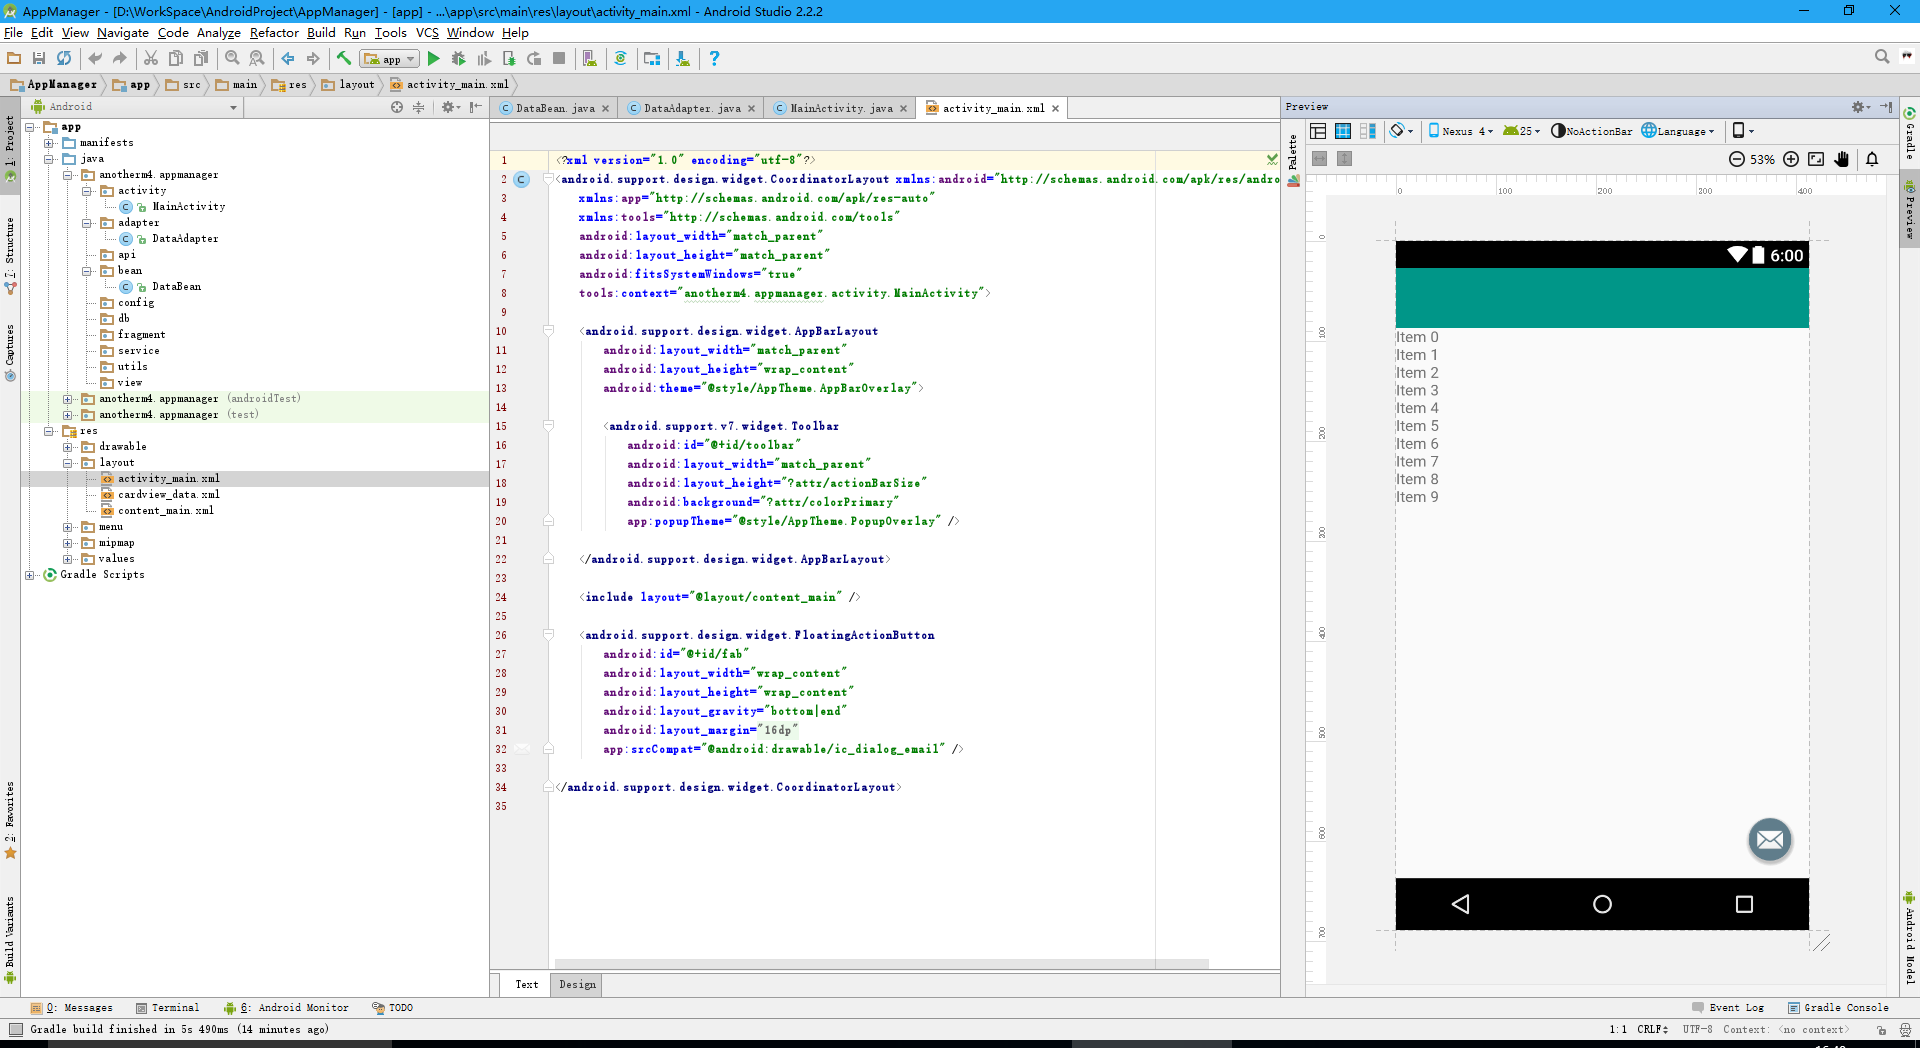 AppManager - [D:\WorkSpace\AndroidProject\AppManager] - [app] - ...\app\src\main\res\layout\activity_main.xml - Android Studio 2.2.2
File Edit View Navigate Code Analyze Refactor Build Run Tools VCS Window Help
app
AppManager app src main res layout activity_main.xml
Android
DataBean.java DataAdapter.java MainActivity.java activity_main.xml
Preview
1: Project
7: Structure
Captures
2: Favorites
Build Variants
app
manifests
java
anotherm4.appmanager
activity
MainActivity
adapter
DataAdapter
api
bean
DataBean
config
db
fragment
service
utils
view
anotherm4.appmanager (androidTest)
anotherm4.appmanager (test)
res
drawable
layout
activity_main.xml
cardview_data.xml
content_main.xml
menu
mipmap
values
Gradle Scripts
1 <?xml version="1.0" encoding="utf-8"?>
2 <android.support.design.widget.CoordinatorLayout xmlns:android="http://schemas.android.com/apk/res/andro
3 xmlns:app="http://schemas.android.com/apk/res-auto"
4 xmlns:tools="http://schemas.android.com/tools"
5 android:layout_width="match_parent"
6 android:layout_height="match_parent"
7 android:fitsSystemWindows="true"
8 tools:context="anotherm4.appmanager.activity.MainActivity">
9
10 <android.support.design.widget.AppBarLayout
11 android:layout_width="match_parent"
12 android:layout_height="wrap_content"
13 android:theme="@style/AppTheme.AppBarOverlay">
14
15 <android.support.v7.widget.Toolbar
16 android:id="@+id/toolbar"
17 android:layout_width="match_parent"
18 android:layout_height="?attr/actionBarSize"
19 android:background="?attr/colorPrimary"
20 app:popupTheme="@style/AppTheme.PopupOverlay" />
21
22 </android.support.design.widget.AppBarLayout>
23
24 <include layout="@layout/content_main" />
25
26 <android.support.design.widget.FloatingActionButton
27 android:id="@+id/fab"
28 android:layout_width="wrap_content"
29 android:layout_height="wrap_content"
30 android:layout_gravity="bottom|end"
31 android:layout_margin="16dp"
32 app:srcCompat="@android:drawable/ic_dialog_email" />
33
34 </android.support.design.widget.CoordinatorLayout>
35
Text Design
Palette
Nexus 4 25 NoActionBar Language
53%
0 100 200 300 400
0
100
200
300
400
500
600
700
6:00
Item 0
Item 1
Item 2
Item 3
Item 4
Item 5
Item 6
Item 7
Item 8
Item 9
Gradle
Preview
Android Model
0: Messages Terminal 6: Android Monitor TODO Event Log Gradle Console
Gradle build finished in 5s 490ms (14 minutes ago) 1:1 CRLF UTF-8 Context: <no context>